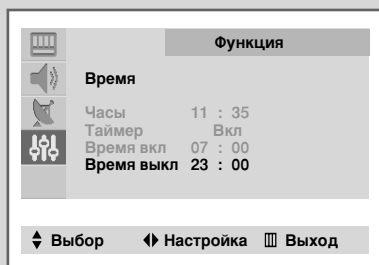 Функция
Время
Часы 11 : 35
Таймер Вкл
Время вкл 07 : 00
Время выкл 23 : 00
Выбор Настройка Выход